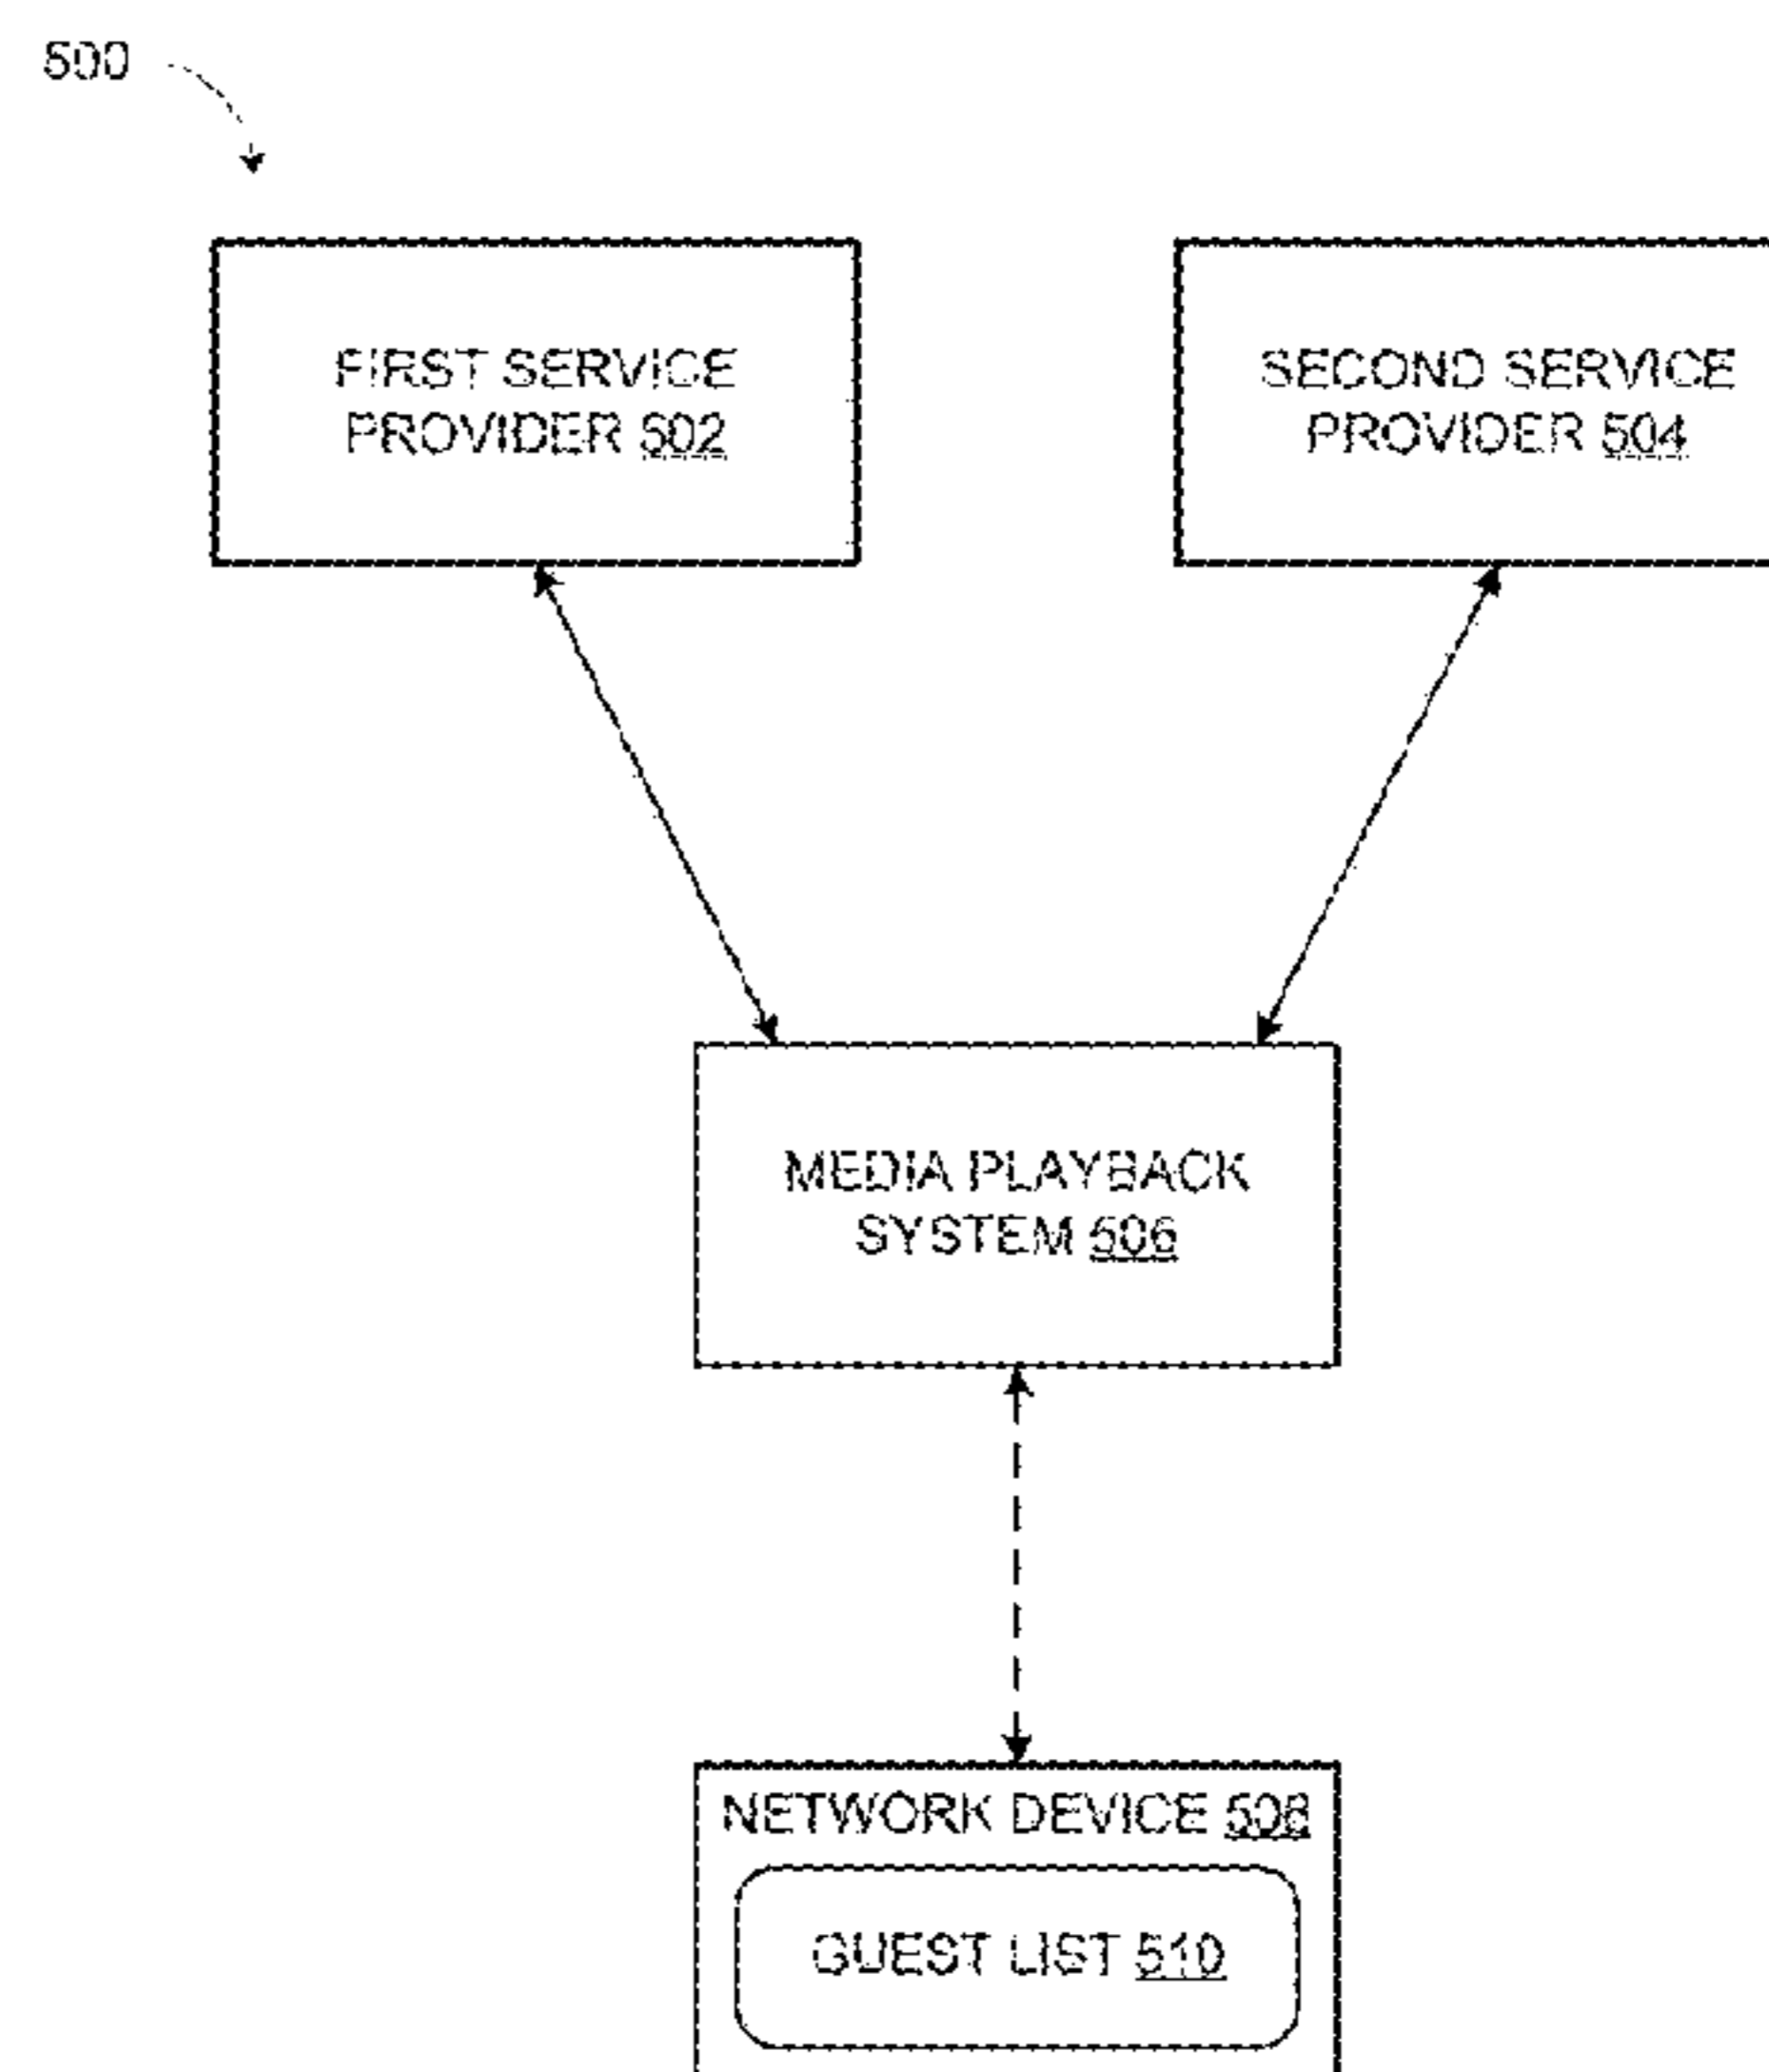 500
FIRST SERVICE
PROVIDER 502
SECOND SERVICE
PROVIDER 504
MEDIA PLAYBACK
SYSTEM 506
NETWORK DEVICE 508
GUEST LIST 510